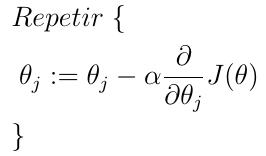 Repetir {
θ_j := θ_j − α ∂/∂θ_j J(θ)
}